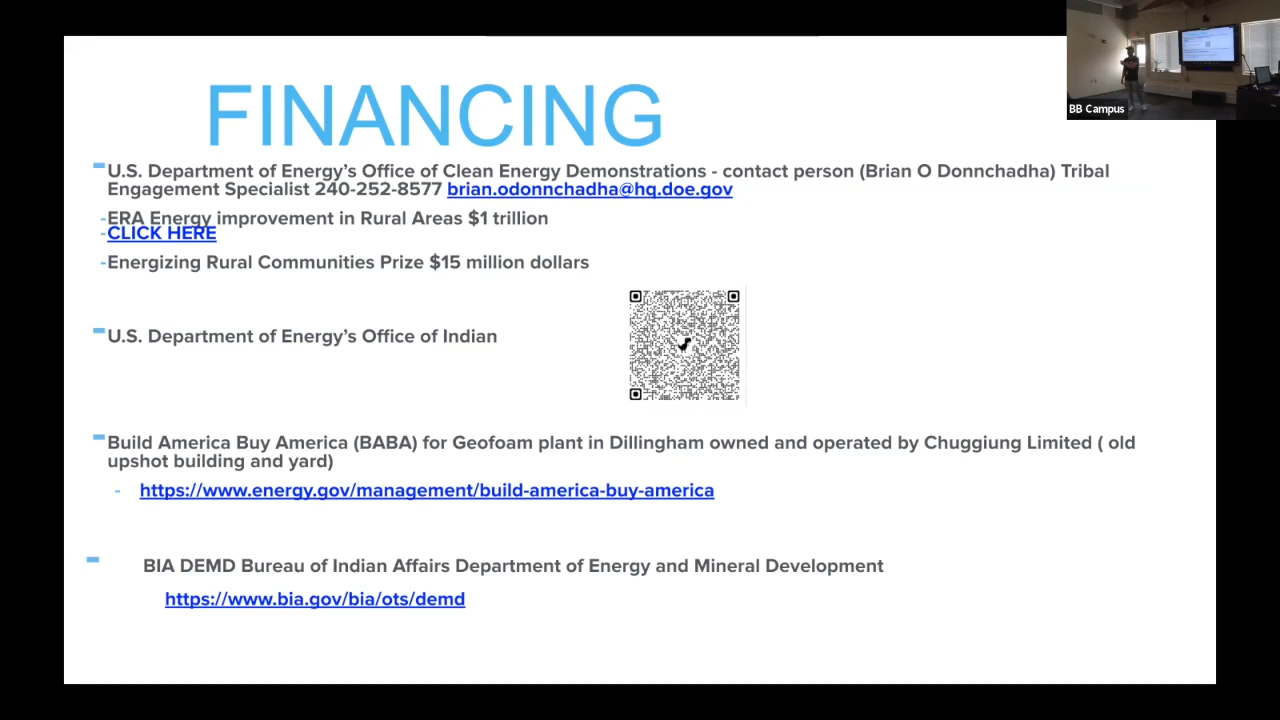 FINANCING
U.S. Department of Energy’s Office of Clean Energy Demonstrations - contact person (Brian O Donnchadha) Tribal
Engagement Specialist 240-252-8577 brian.odonnchadha@hq.doe.gov
-ERA Energy improvement in Rural Areas $1 trillion
-CLICK HERE
-Energizing Rural Communities Prize $15 million dollars
U.S. Department of Energy’s Office of Indian
Build America Buy America (BABA) for Geofoam plant in Dillingham owned and operated by Chuggiung Limited ( old
upshot building and yard)
- https://www.energy.gov/management/build-america-buy-america
BIA DEMD Bureau of Indian Affairs Department of Energy and Mineral Development
https://www.bia.gov/bia/ots/demd
BB Campus